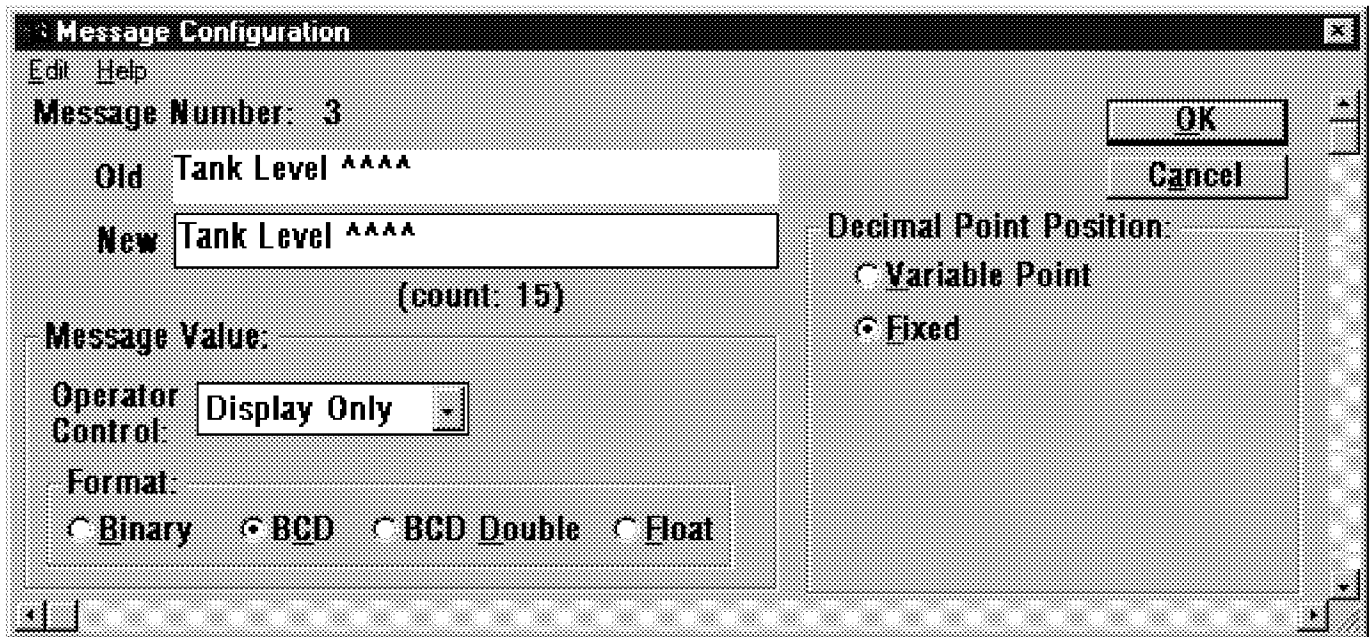 Message Configuration
Edit Help
Message Number: 3
OK
Old Tank Level ^^^^
Cancel
New Tank Level ^^^^
Decimal Point Position:
(count: 15)
Variable Point
Fixed
Message Value:
Operator Control: Display Only
Format:
Binary BCD BCD Double Float